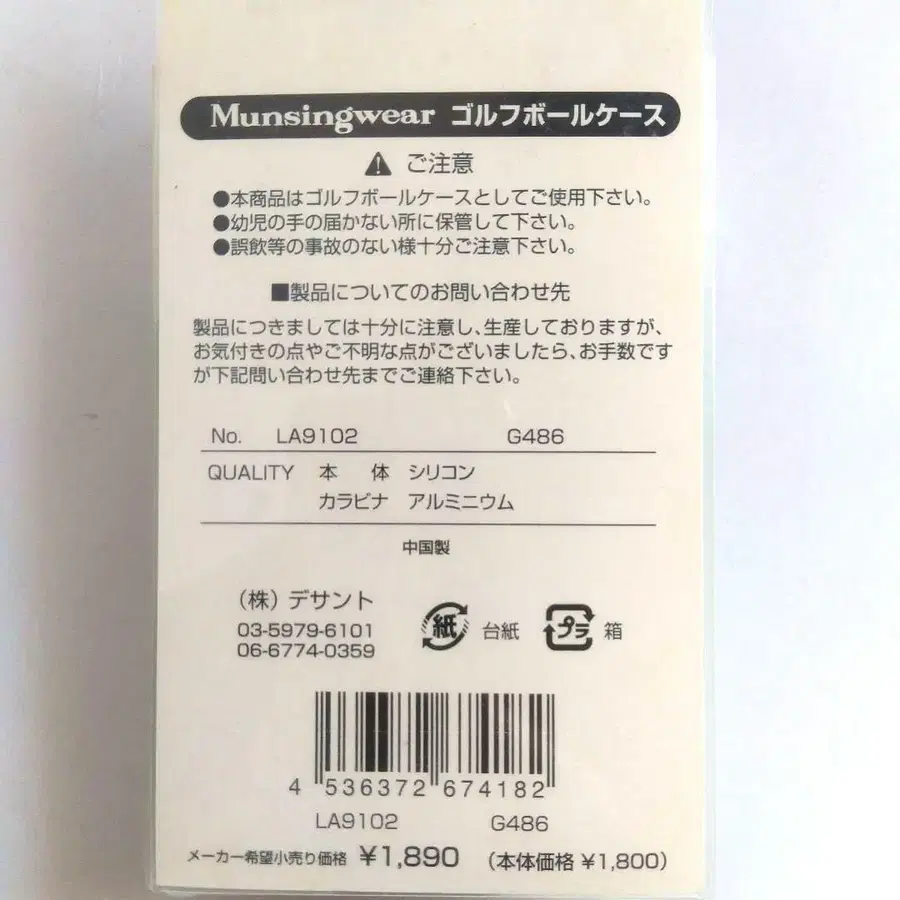 Munsingwear ゴルフボールケース
ご注意
●本商品はゴルフボールケースとしてご使用下さい。
●幼児の手の届かない所に保管して下さい。
●誤飲等の事故のない様十分ご注意下さい。
■製品についてのお問い合わせ先
製品につきましては十分に注意し、生産しておりますが、
お気付きの点やご不明な点がございましたら、お手数です
が下記問い合わせ先までご連絡下さい。
No. LA9102 G486
QUALITY 本 体 シリコン
カラビナ アルミニウム
中国製
(株) デサント
03-5979-6101
06-6774-0359
紙 台紙 プラ 箱
4 536372 674182
LA9102 G486
メーカー希望小売り価格 ¥1,890 (本体価格 ¥1,800)